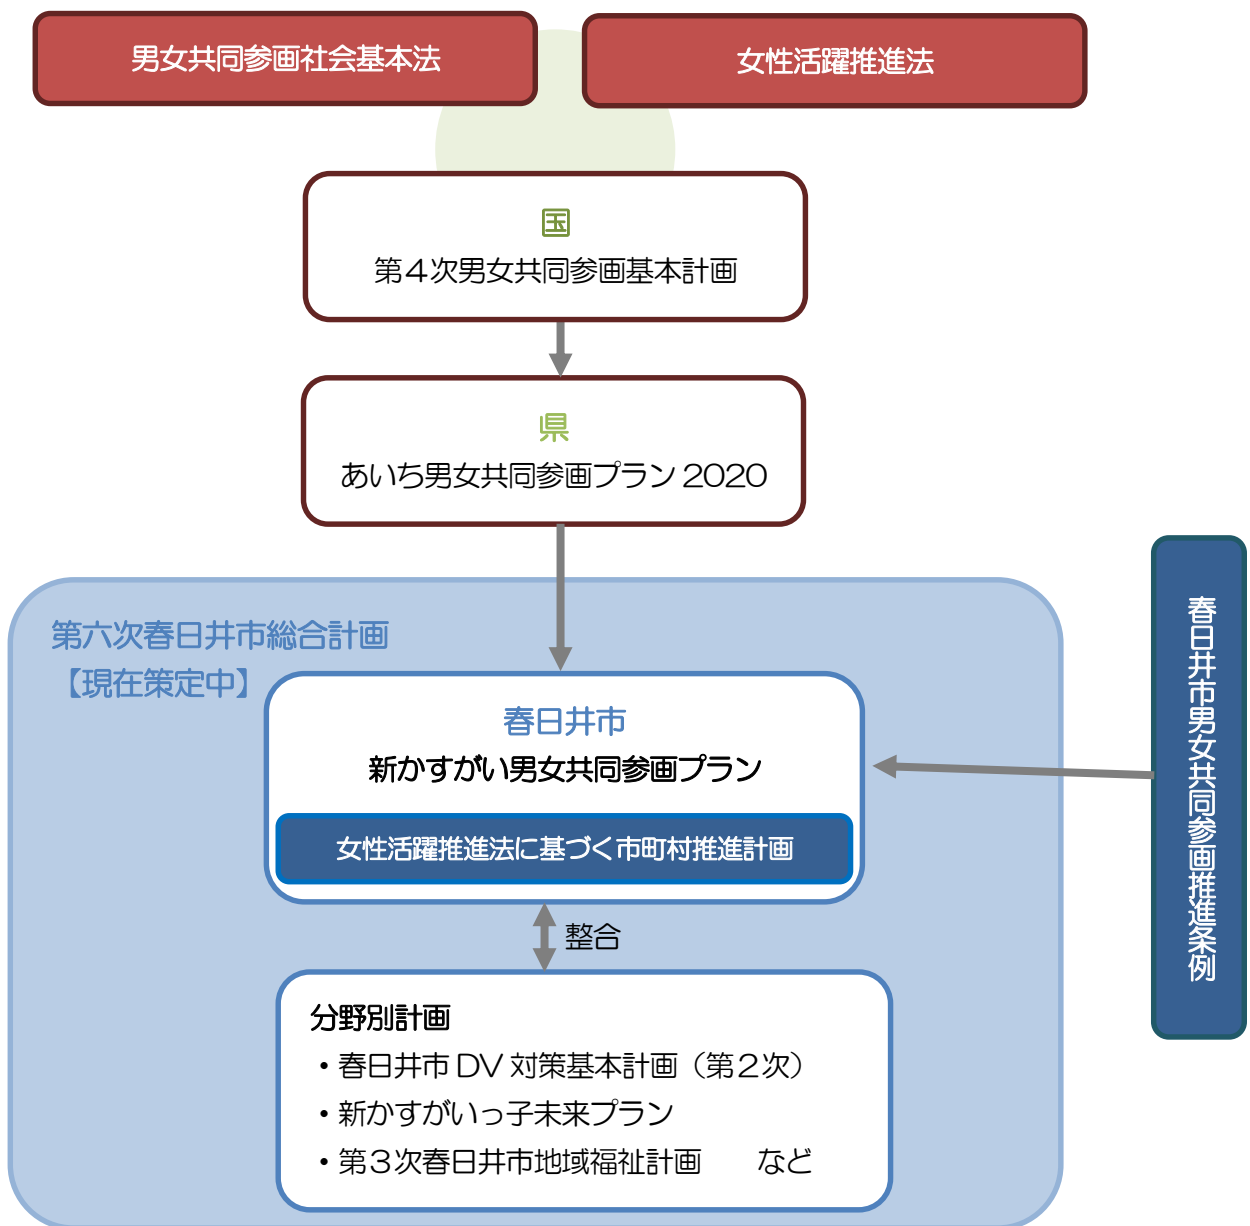 男女共同参画社会基本法
女性活躍推進法
国
第４次男女共同参画基本計画
県
あいち男女共同参画プラン 2020
第六次春日井市総合計画
【現在策定中】
春日井市
新かすがい男女共同参画プラン
女性活躍推進法に基づく市町村推進計画
整合
分野別計画
・春日井市 DV 対策基本計画（第２次）
・新かすがいっ子未来プラン
・第３次春日井市地域福祉計画　　など
春日井市男女共同参画推進条例